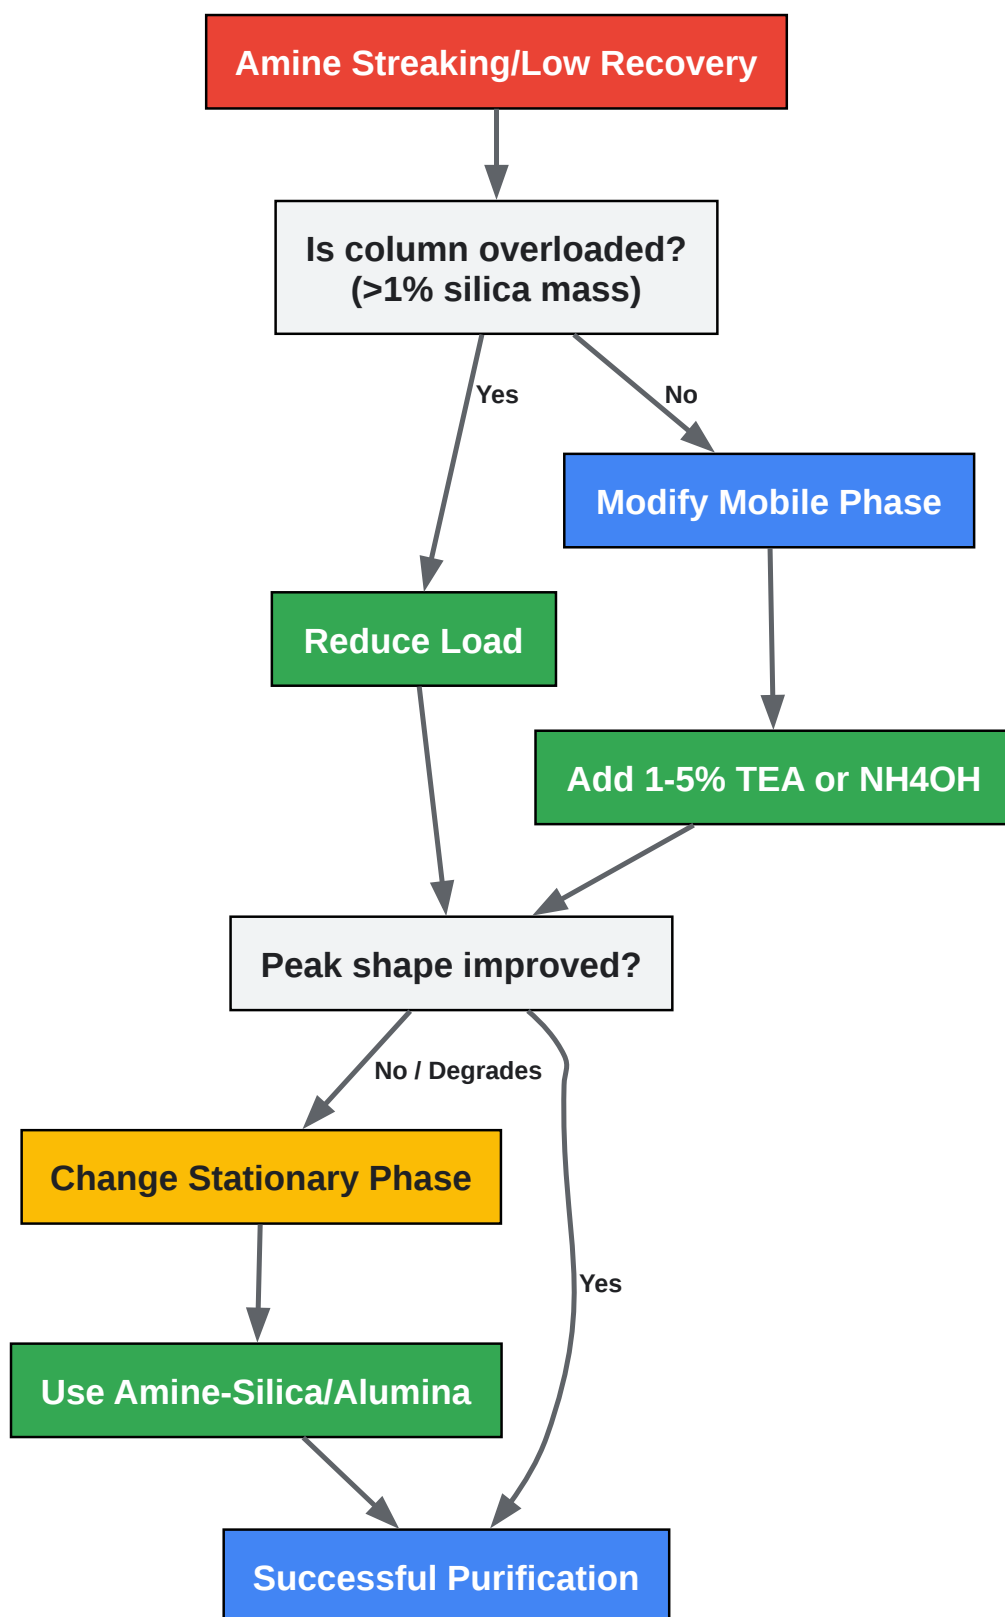 Amine Streaking/Low Recovery
Is column overloaded?
(>1% silica mass)
Yes
No
Modify Mobile Phase
Reduce Load
Add 1-5% TEA or NH4OH
Peak shape improved?
No / Degrades
Change Stationary Phase
Yes
Use Amine-Silica/Alumina
Successful Purification